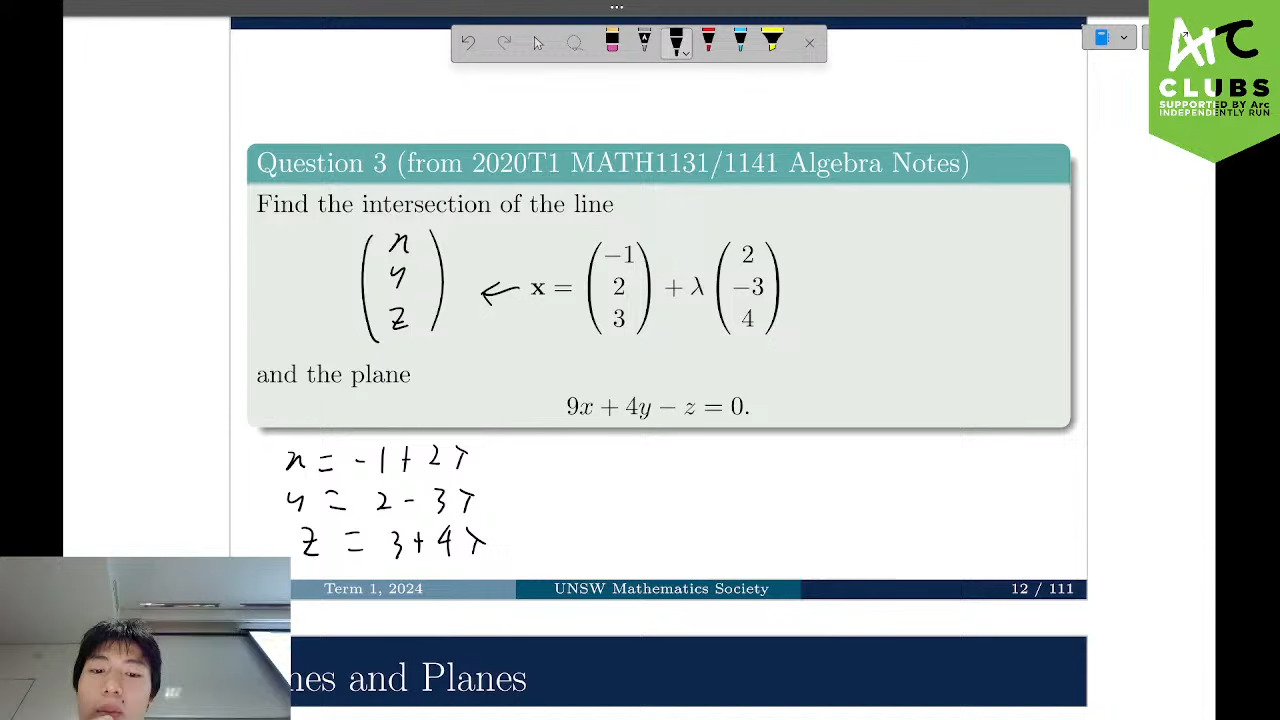 ARC
CLUBS
SUPPORTED BY Arc
INDEPENDENTLY RUN
Question 3 (from 2020T1 MATH1131/1141 Algebra Notes)
Find the intersection of the line
(x y z) ← x = (−1 2 3) + λ (2 −3 4)
and the plane
9x + 4y − z = 0.
x = -1 + 2λ
y = 2 - 3λ
z = 3 + 4λ
Term 1, 2024 UNSW Mathematics Society 12 / 111
nes and Planes